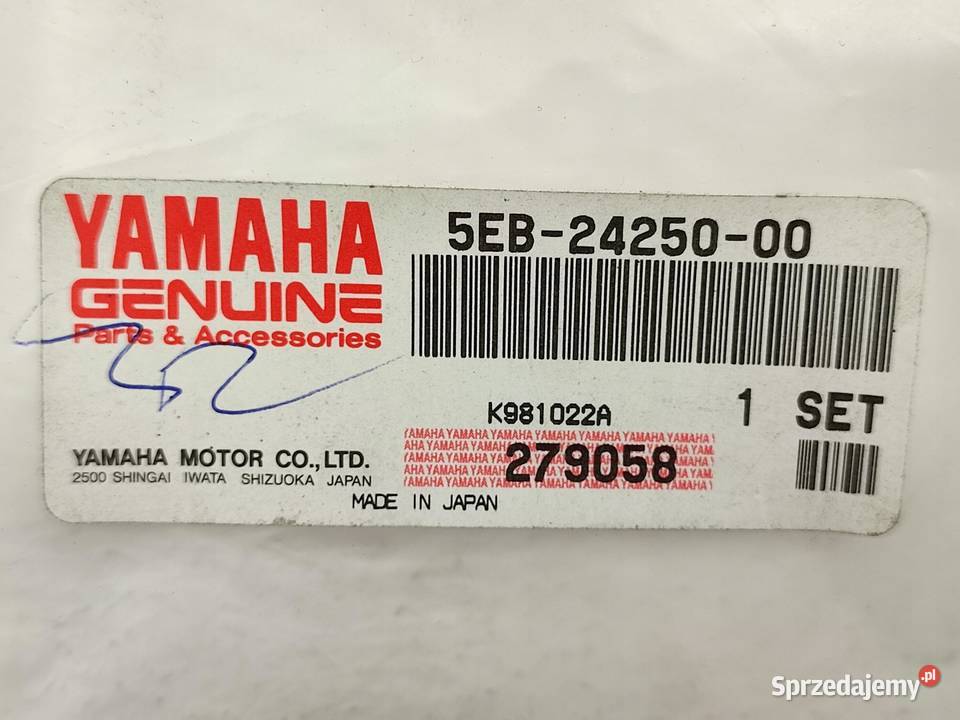 YAMAHA
GENUINE
Parts & Accessories
5EB-24250-00
K981022A
1 SET
279058
YAMAHA MOTOR CO.,LTD.
2500 SHINGAI IWATA SHIZUOKA JAPAN
MADE IN JAPAN
Sprzedajemy.pl